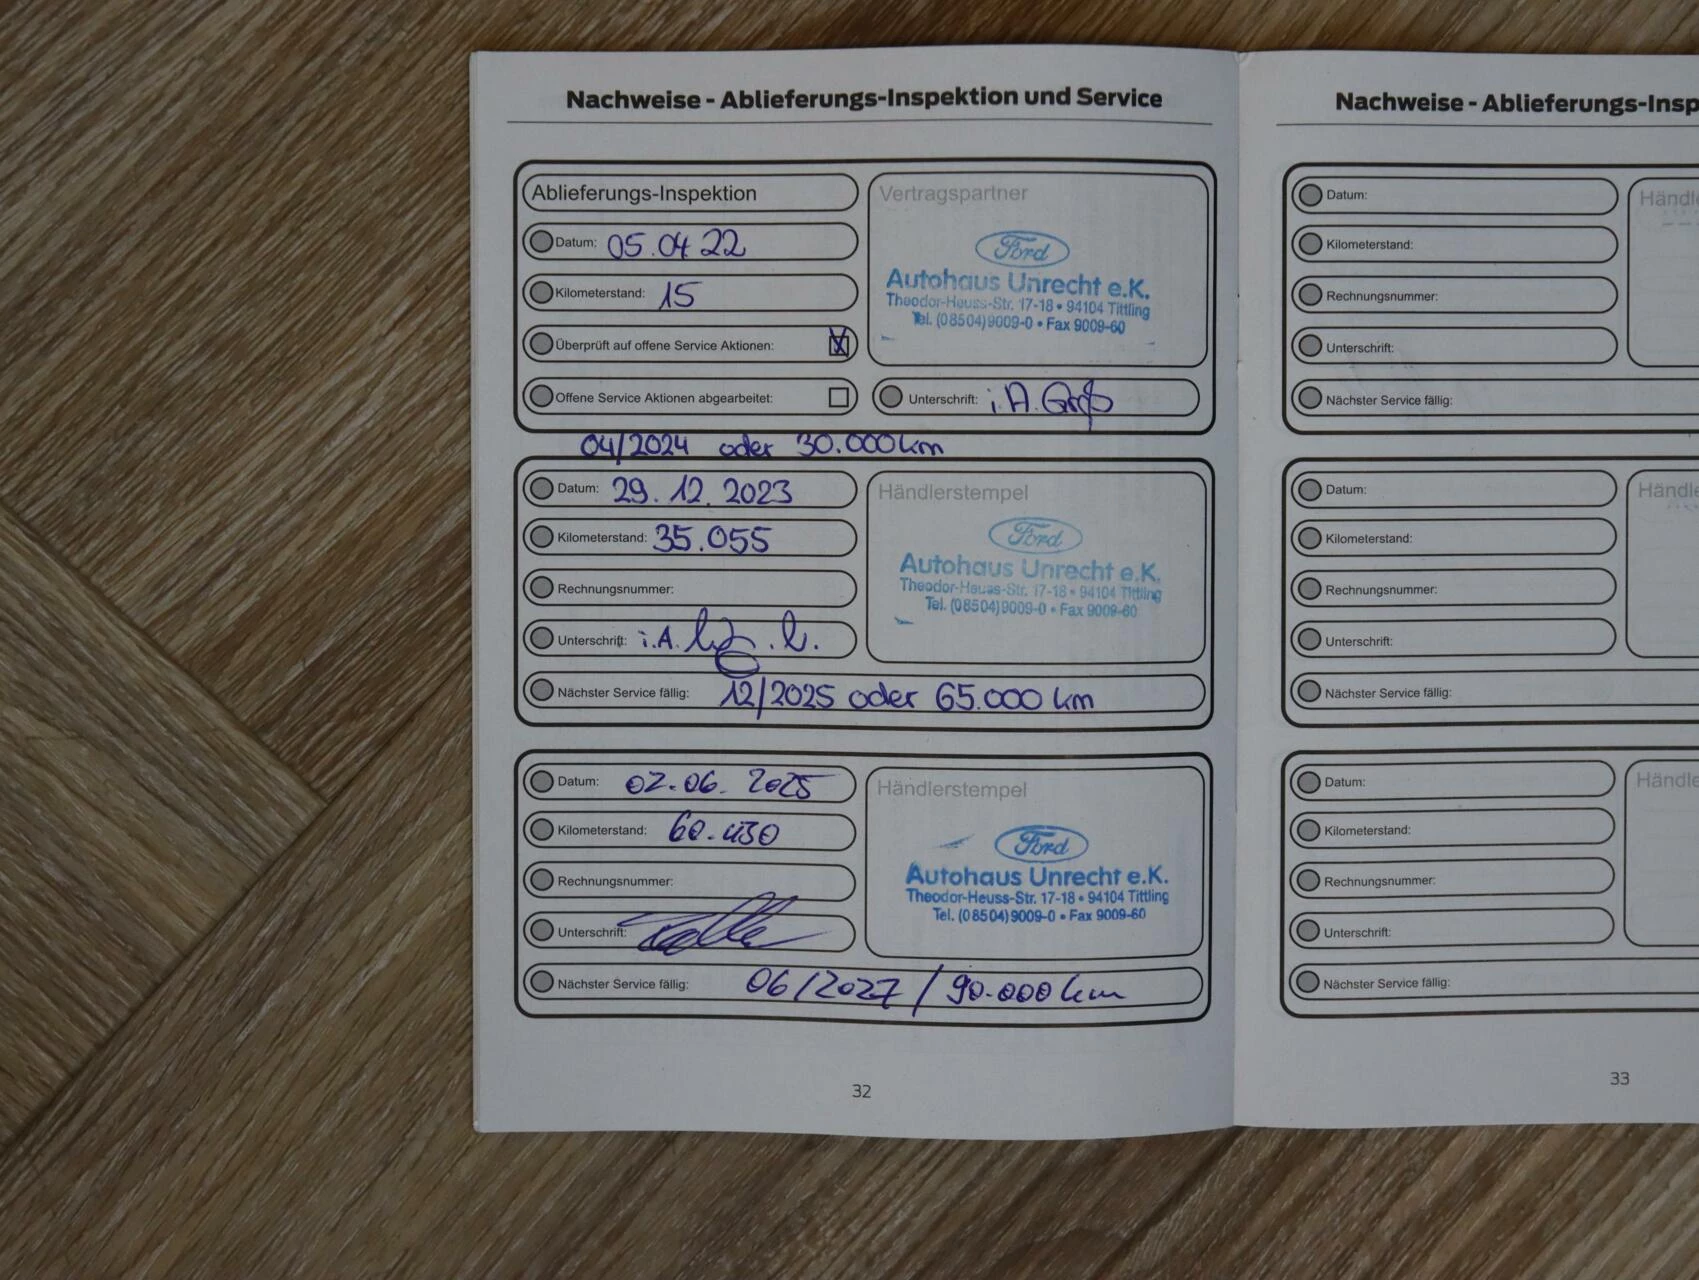 Nachweise - Ablieferungs-Inspektion und Service
Ablieferungs-Inspektion
Datum: 05.04.22
Kilometerstand: 15
Überprüft auf offene Service Aktionen: X
Offene Service Aktionen abgearbeitet:
Vertragspartner
Ford
Autohaus Unrecht e.K.
Theodor-Heuss-Str. 17-18 • 94104 Tittling
Tel. (08504)9009-0 • Fax 9009-60
Unterschrift: i.A.
04/2024 oder 30.000 km
Datum: 29.12.2023
Kilometerstand: 35.055
Rechnungsnummer:
Unterschrift: i.A.
Nächster Service fällig: 12/2025 oder 65.000 km
Händlerstempel
Ford
Autohaus Unrecht e.K.
Theodor-Heuss-Str. 17-18 • 94104 Tittling
Tel. (08504)9009-0 • Fax 9009-60
Datum: 02.06.2025
Kilometerstand: 60.430
Rechnungsnummer:
Unterschrift:
Nächster Service fällig: 06/2027 / 90.000 km
Händlerstempel
Ford
Autohaus Unrecht e.K.
Theodor-Heuss-Str. 17-18 • 94104 Tittling
Tel. (08504)9009-0 • Fax 9009-60
32
Nachweise - Ablieferungs-Insp
Datum:
Kilometerstand:
Rechnungsnummer:
Unterschrift:
Nächster Service fällig:
Händle
Datum:
Kilometerstand:
Rechnungsnummer:
Unterschrift:
Nächster Service fällig:
Händle
Datum:
Kilometerstand:
Rechnungsnummer:
Unterschrift:
Nächster Service fällig:
Händle
33